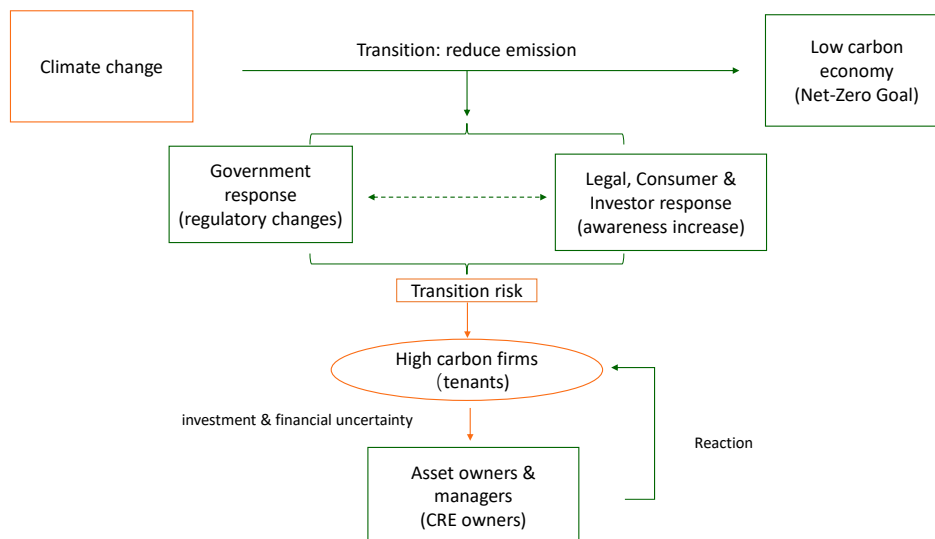 Climate change
Transition: reduce emission
Low carbon
economy
(Net-Zero Goal)
Government
response
(regulatory changes)
Legal, Consumer &
Investor response
(awareness increase)
Transition risk
High carbon firms
（tenants)
investment & financial uncertainty
Reaction
Asset owners &
managers
(CRE owners)